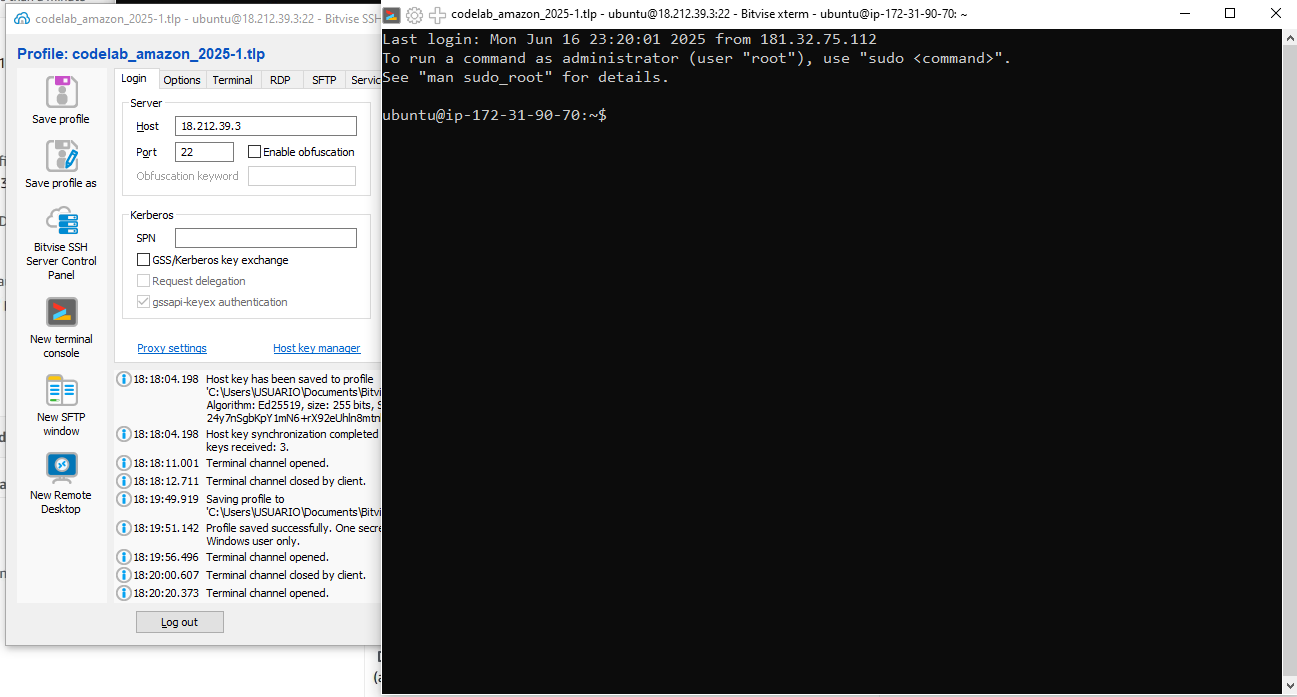 codelab_amazon_2025-1.tlp - ubuntu@18.212.39.3:22 - Bitvise SSH
Profile: codelab_amazon_2025-1.tlp
Save profile
Save profile as
Bitvise SSH
Server Control
Panel
New terminal
console
New SFTP
window
New Remote
Desktop
Login Options Terminal RDP SFTP Servic
Server
Host 18.212.39.3
Port 22 Enable obfuscation
Obfuscation keyword
Kerberos
SPN
GSS/Kerberos key exchange
Request delegation
gssapi-keyex authentication
Proxy settings Host key manager
18:18:04.198 Host key has been saved to profile
'C:\Users\USUARIO\Documents\Bitvi
Algorithm: Ed25519, size: 255 bits, S
24y7nSgbKpY1mN6+rX92eUhln8mtn
18:18:04.198 Host key synchronization completed
keys received: 3.
18:18:11.001 Terminal channel opened.
18:18:12.711 Terminal channel closed by client.
18:19:49.919 Saving profile to
'C:\Users\USUARIO\Documents\Bitvi
18:19:51.142 Profile saved successfully. One secre
Windows user only.
18:19:56.496 Terminal channel opened.
18:20:00.607 Terminal channel closed by client.
18:20:20.373 Terminal channel opened.
Log out
codelab_amazon_2025-1.tlp - ubuntu@18.212.39.3:22 - Bitvise xterm - ubuntu@ip-172-31-90-70: ~
Last login: Mon Jun 16 23:20:01 2025 from 181.32.75.112
To run a command as administrator (user "root"), use "sudo <command>".
See "man sudo_root" for details.
ubuntu@ip-172-31-90-70:~$